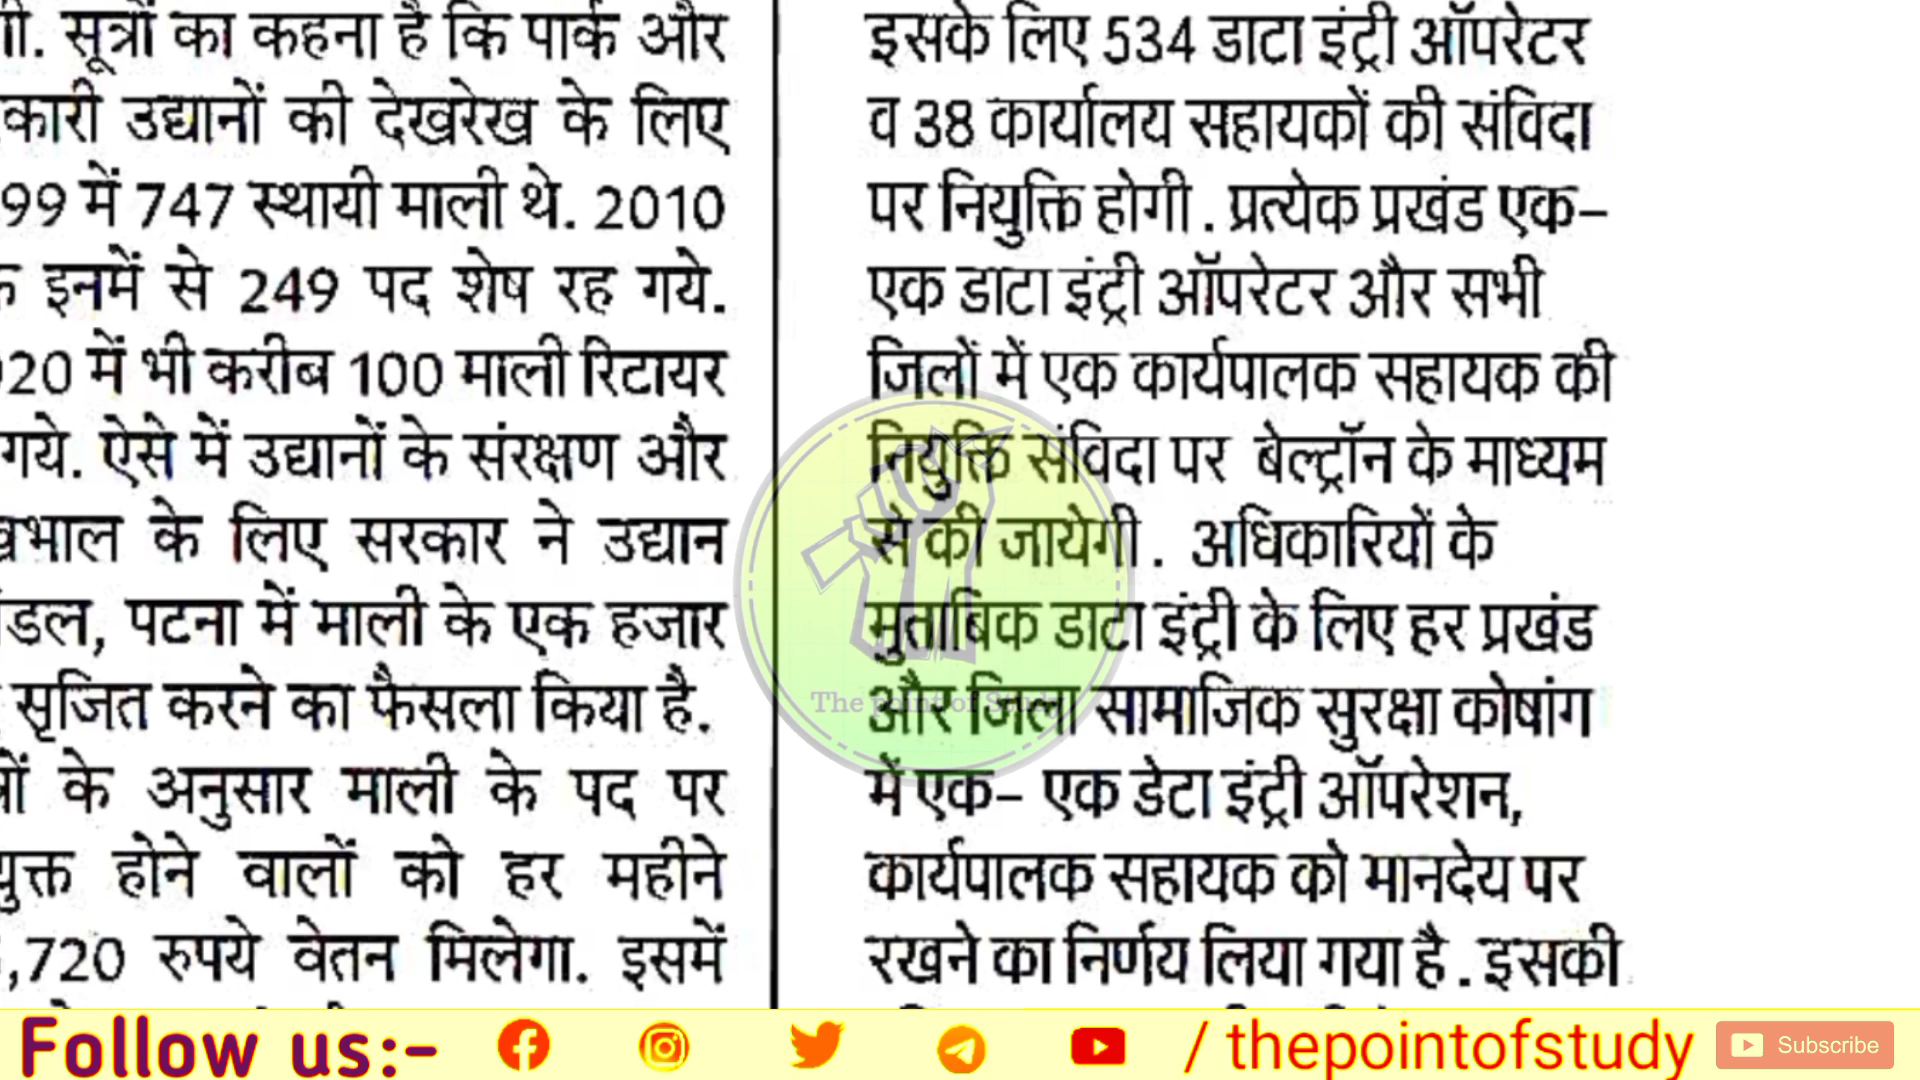 सूत्रों का कहना है कि पार्क और
कारी उद्यानों की देखरेख के लिए
99 में 747 स्थायी माली थे. 2010
इनमें से 249 पद शेष रह गये.
20 में भी करीब 100 माली रिटायर
गये. ऐसे में उद्यानों के संरक्षण और
भाल के लिए सरकार ने उद्यान
डल, पटना में माली के एक हजार
सृजित करने का फैसला किया है.
के अनुसार माली के पद पर
युक्त होने वालों को हर महीने
,720 रुपये वेतन मिलेगा. इसमें
इसके लिए 534 डाटा इंट्री ऑपरेटर
व 38 कार्यालय सहायकों की संविदा
पर नियुक्ति होगी . प्रत्येक प्रखंड एक–
एक डाटा इंट्री ऑपरेटर और सभी
जिलों में एक कार्यपालक सहायक की
नियुक्ति संविदा पर बेल्ट्रॉन के माध्यम
से की जायेगी . अधिकारियों के
मुताबिक डाटा इंट्री के लिए हर प्रखंड
और जिला सामाजिक सुरक्षा कोषांग
में एक– एक डेटा इंट्री ऑपरेशन,
कार्यपालक सहायक को मानदेय पर
रखने का निर्णय लिया गया है . इसकी
The point of Study
Follow us:- / thepointofstudy Subscribe